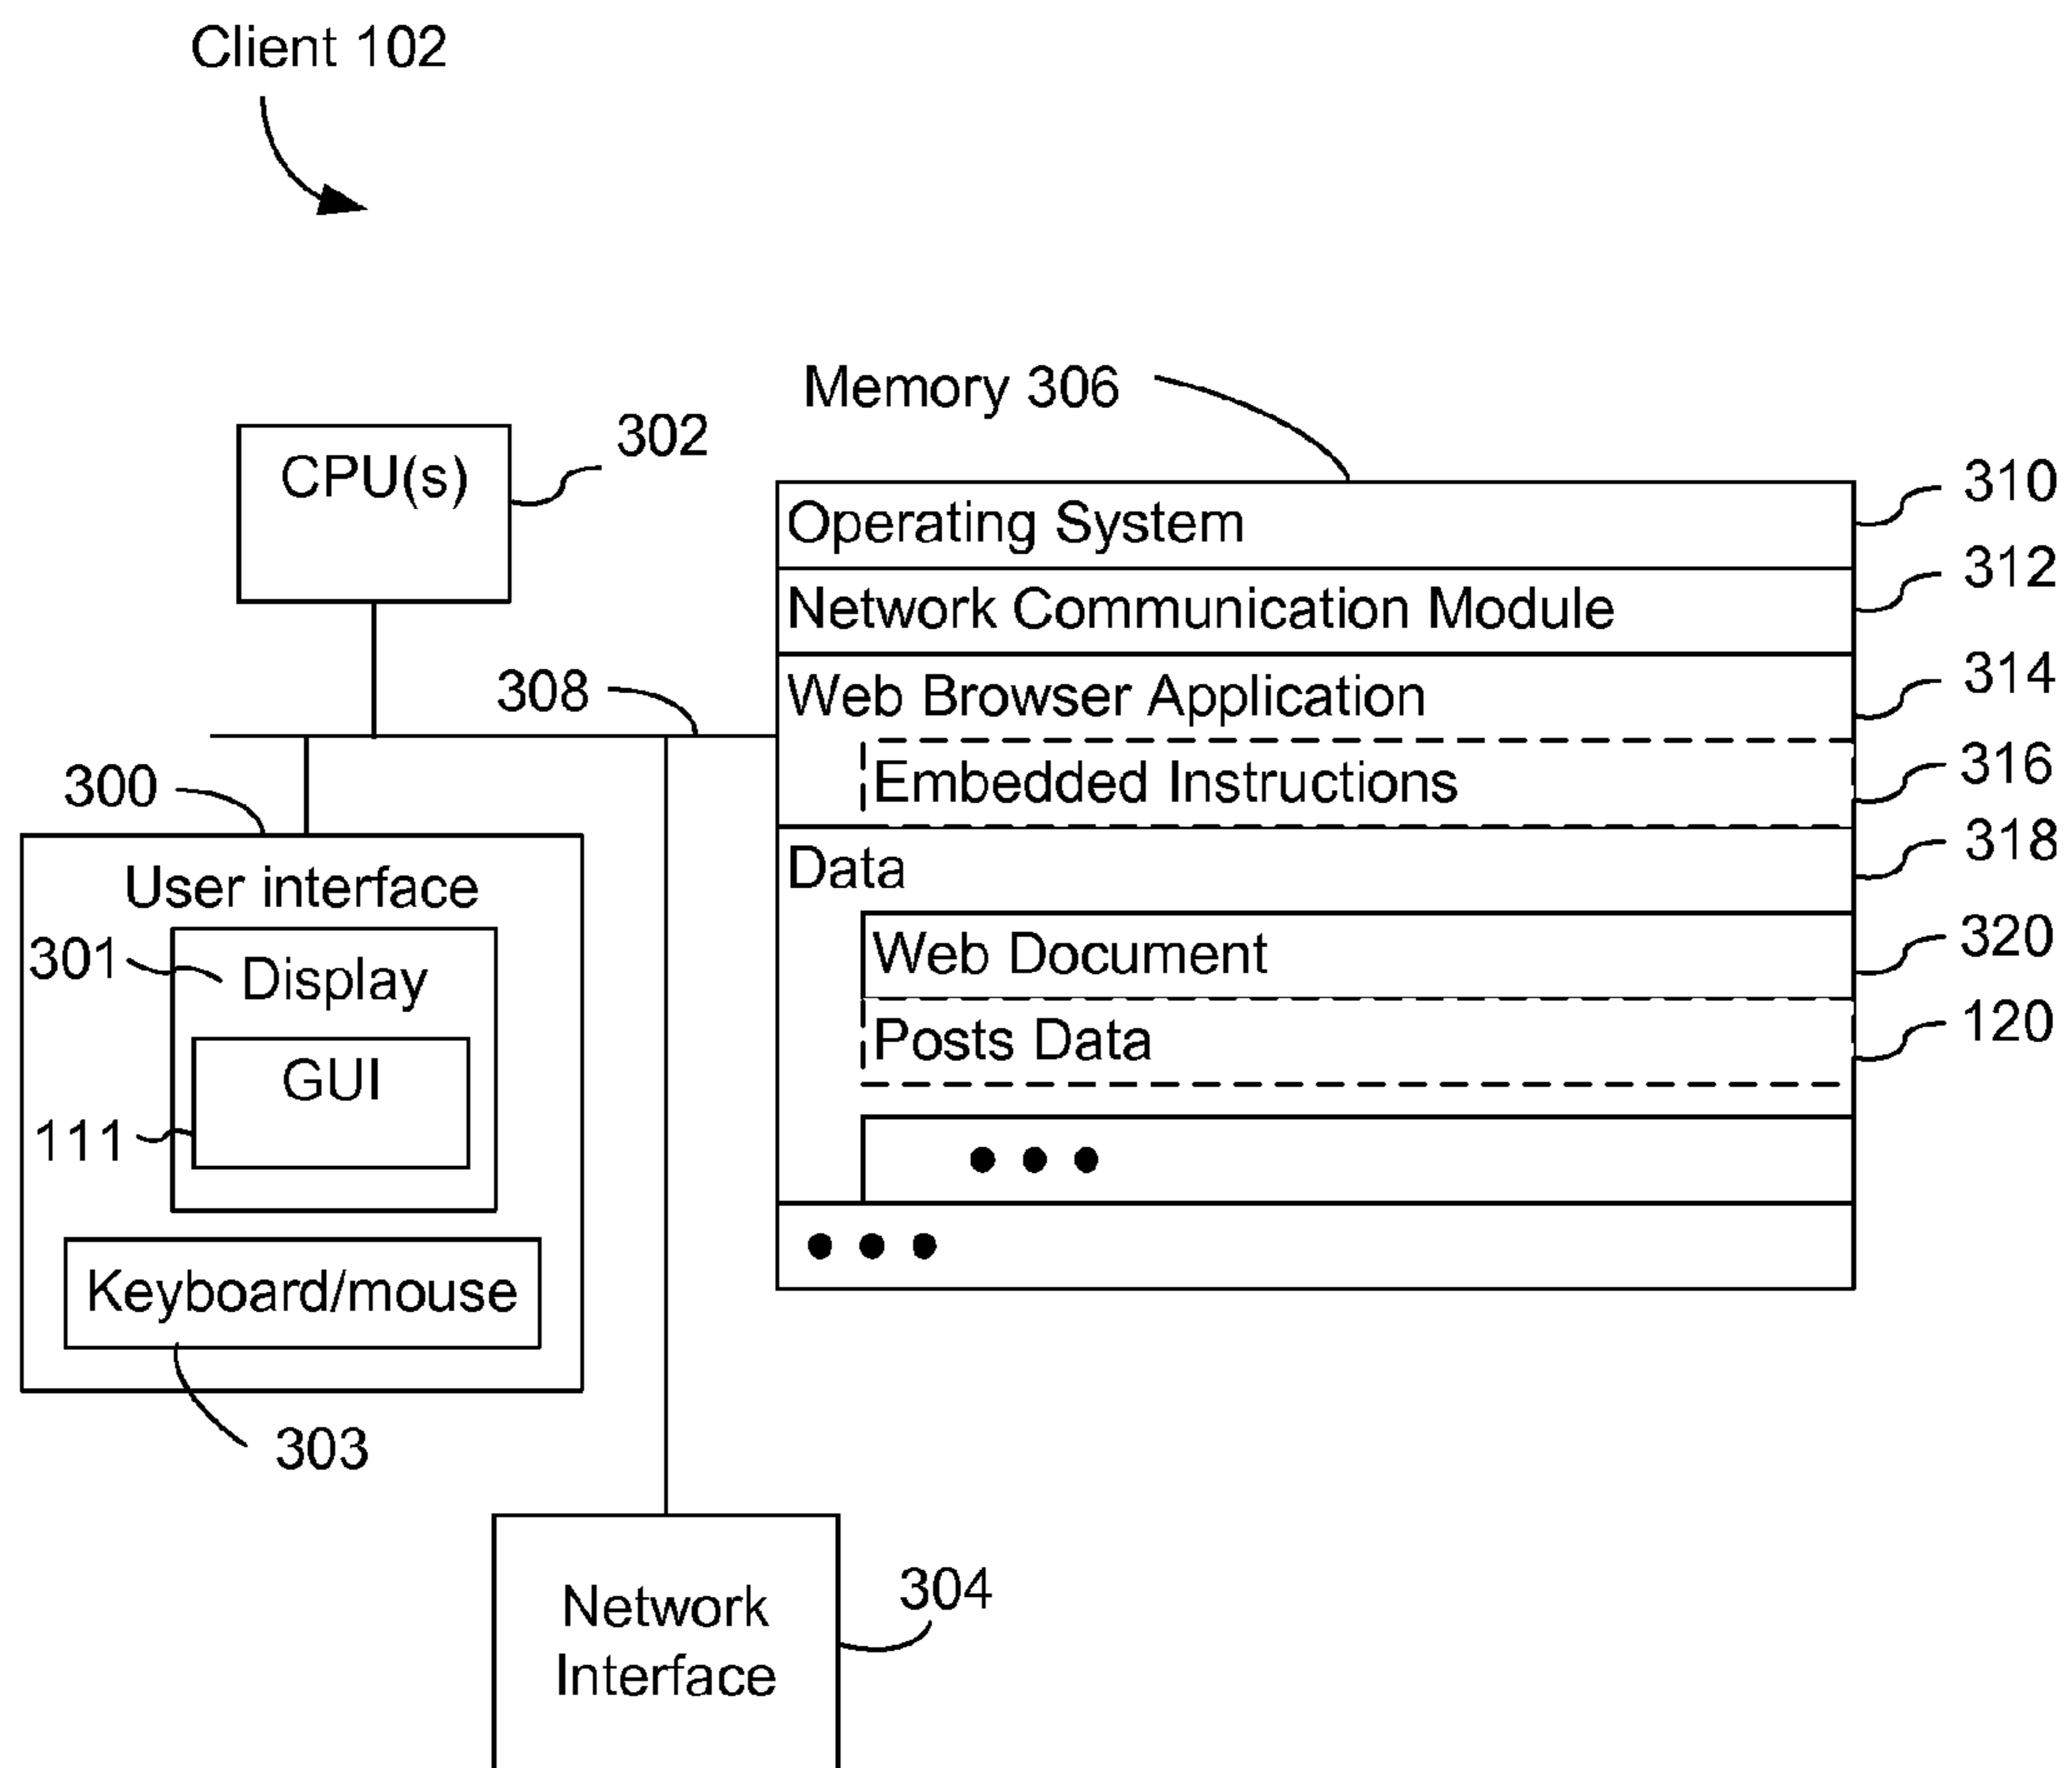 Client 102
Memory 306
CPU(s)
302
Operating System
310
Network Communication Module
312
Web Browser Application
314
Embedded Instructions
316
Data
318
Web Document
320
Posts Data
120
308
300
User interface
301
Display
GUI
111
Keyboard/mouse
303
Network
Interface
304